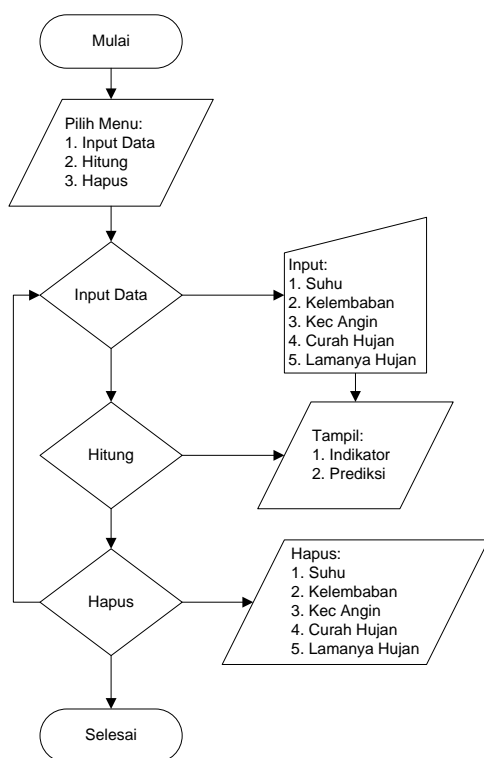 Mulai
Pilih Menu:
1. Input Data
2. Hitung
3. Hapus
Input Data
Input:
1. Suhu
2. Kelembaban
3. Kec Angin
4. Curah Hujan
5. Lamanya Hujan
Hitung
Tampil:
1. Indikator
2. Prediksi
Hapus
Hapus:
1. Suhu
2. Kelembaban
3. Kec Angin
4. Curah Hujan
5. Lamanya Hujan
Selesai